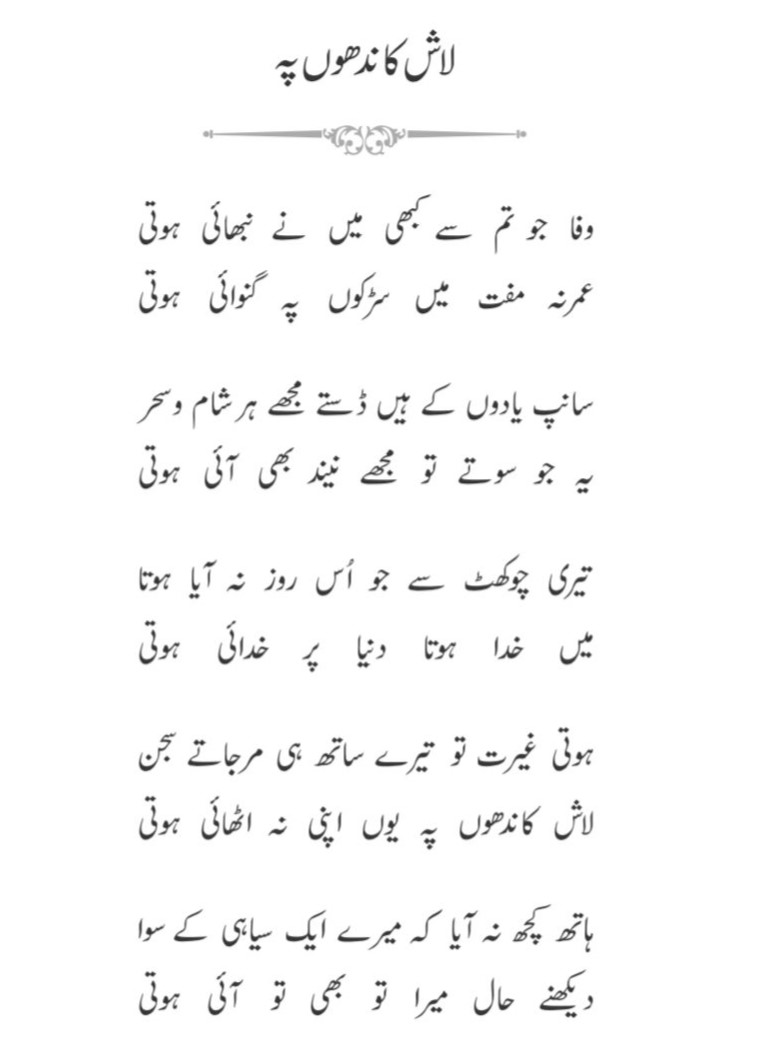 لاش کاندھوں پہ
وفا جو تم سے کبھی میں نے نبھائی ہوتی
عمرنہ مفت میں سڑکوں پہ گنوائی ہوتی
سانپ یادوں کے ہیں ڈستے مجھے ہر شام و سحر
یہ جو سوتے تو مجھے نیند بھی آئی ہوتی
تیری چوکھٹ سے جو اُس روز نہ آیا ہوتا
میں خدا ہوتا دنیا پر خدائی ہوتی
ہوتی غیرت تو تیرے ساتھ ہی مرجاتے سجن
لاش کاندھوں پہ یوں اپنی نہ اٹھائی ہوتی
ہاتھ کچھ نہ آیا کہ میرے ایک سیاہی کے سوا
دیکھنے حال میرا تو بھی تو آئی ہوتی